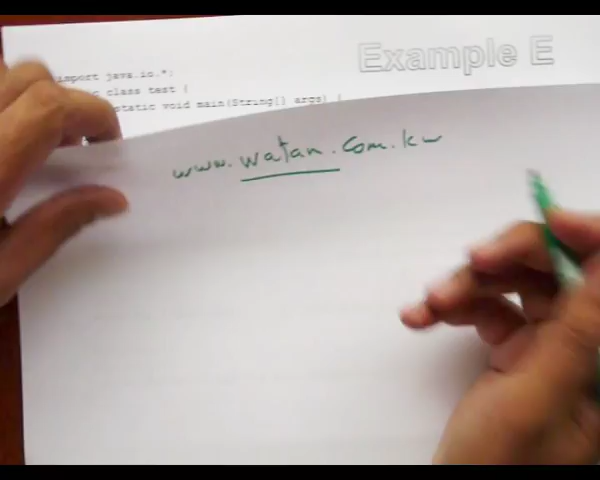 Example E
import java.io.*;
class test {
static void main(String[] args) {
www.watan.com.kw